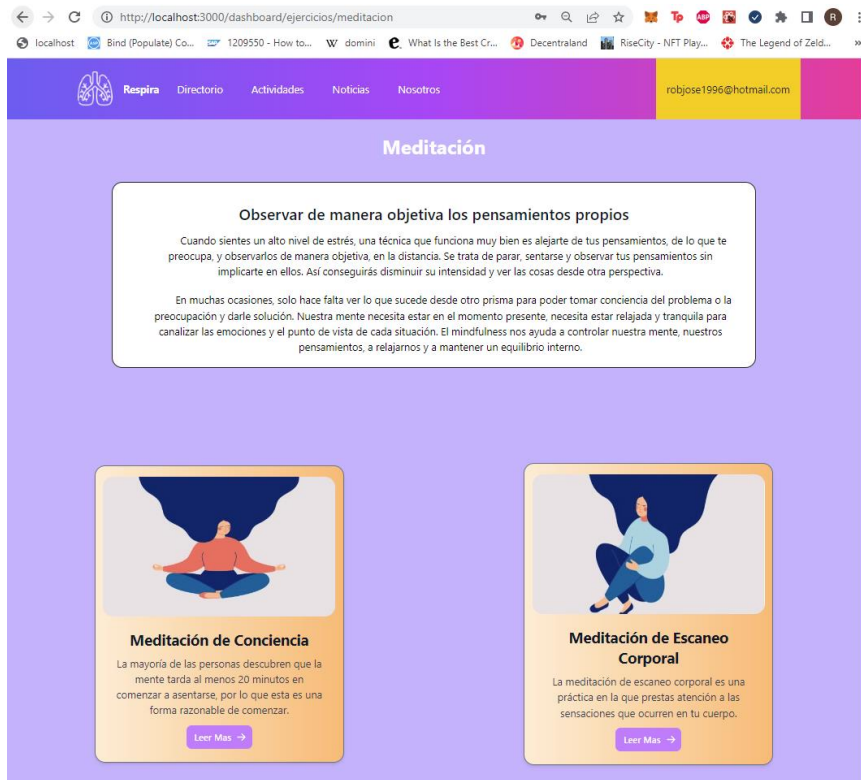 http://localhost:3000/dashboard/ejercicios/meditacion
localhost
Bind (Populate) Co...
1209550 - How to...
domini
What Is the Best Cr...
Decentraland
RiseCity - NFT Play...
The Legend of Zeld...
Respira
Directorio
Actividades
Noticias
Nosotros
robjose1996@hotmail.com
Meditación
Observar de manera objetiva los pensamientos propios
Cuando sientes un alto nivel de estrés, una técnica que funciona muy bien es alejarte de tus pensamientos, de lo que te
preocupa, y observarlos de manera objetiva, en la distancia. Se trata de parar, sentarse y observar tus pensamientos sin
implicarte en ellos. Así conseguirás disminuir su intensidad y ver las cosas desde otra perspectiva.
En muchas ocasiones, solo hace falta ver lo que sucede desde otro prisma para poder tomar conciencia del problema o la
preocupación y darle solución. Nuestra mente necesita estar en el momento presente, necesita estar relajada y tranquila para
canalizar las emociones y el punto de vista de cada situación. El mindfulness nos ayuda a controlar nuestra mente, nuestros
pensamientos, a relajarnos y a mantener un equilibrio interno.
Meditación de Conciencia
La mayoría de las personas descubren que la
mente tarda al menos 20 minutos en
comenzar a asentarse, por lo que esta es una
forma razonable de comenzar.
Leer Mas →
Meditación de Escaneo
Corporal
La meditación de escaneo corporal es una
práctica en la que prestas atención a las
sensaciones que ocurren en tu cuerpo.
Leer Mas →